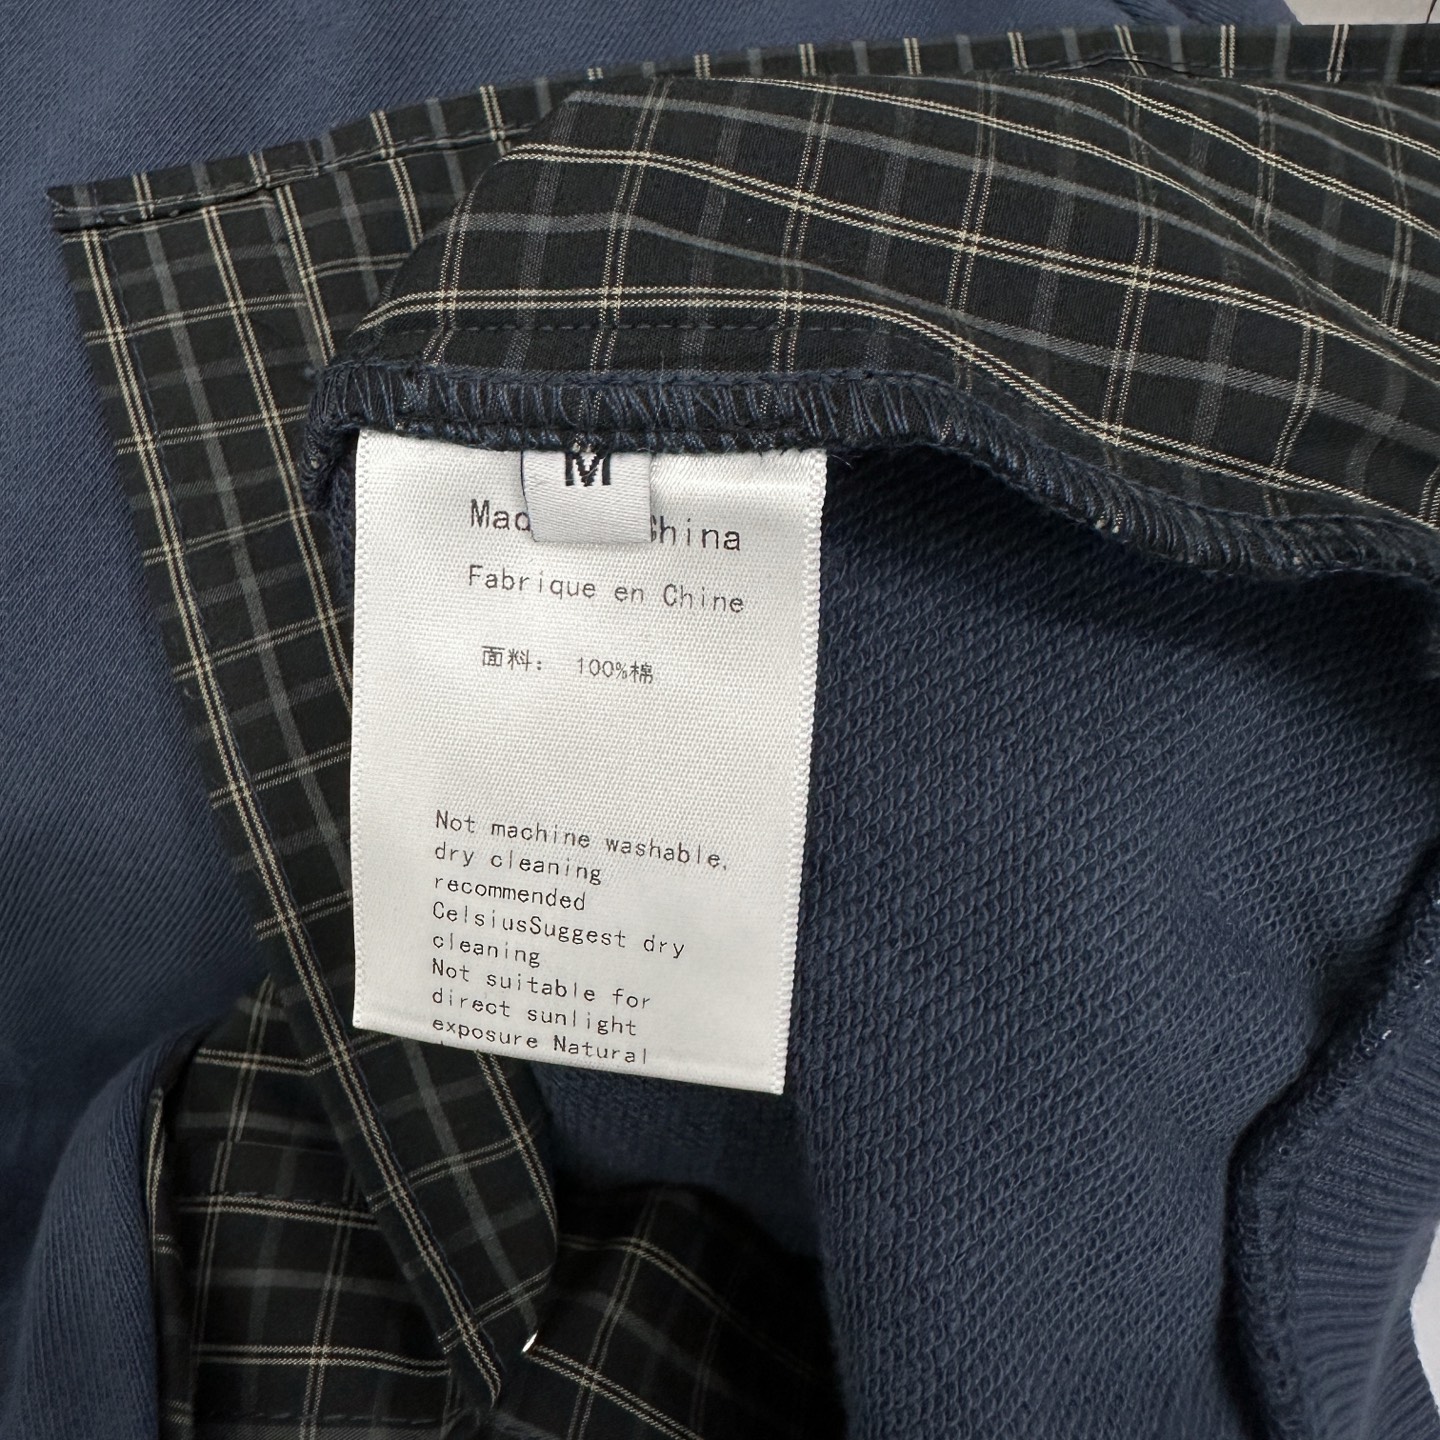 M
Mad hina
Fabrique en Chine
面料： 100%棉
Not machine washable,
dry cleaning
recommended
CelsiusSuggest dry
cleaning
Not suitable for
direct sunlight
exposure Natural